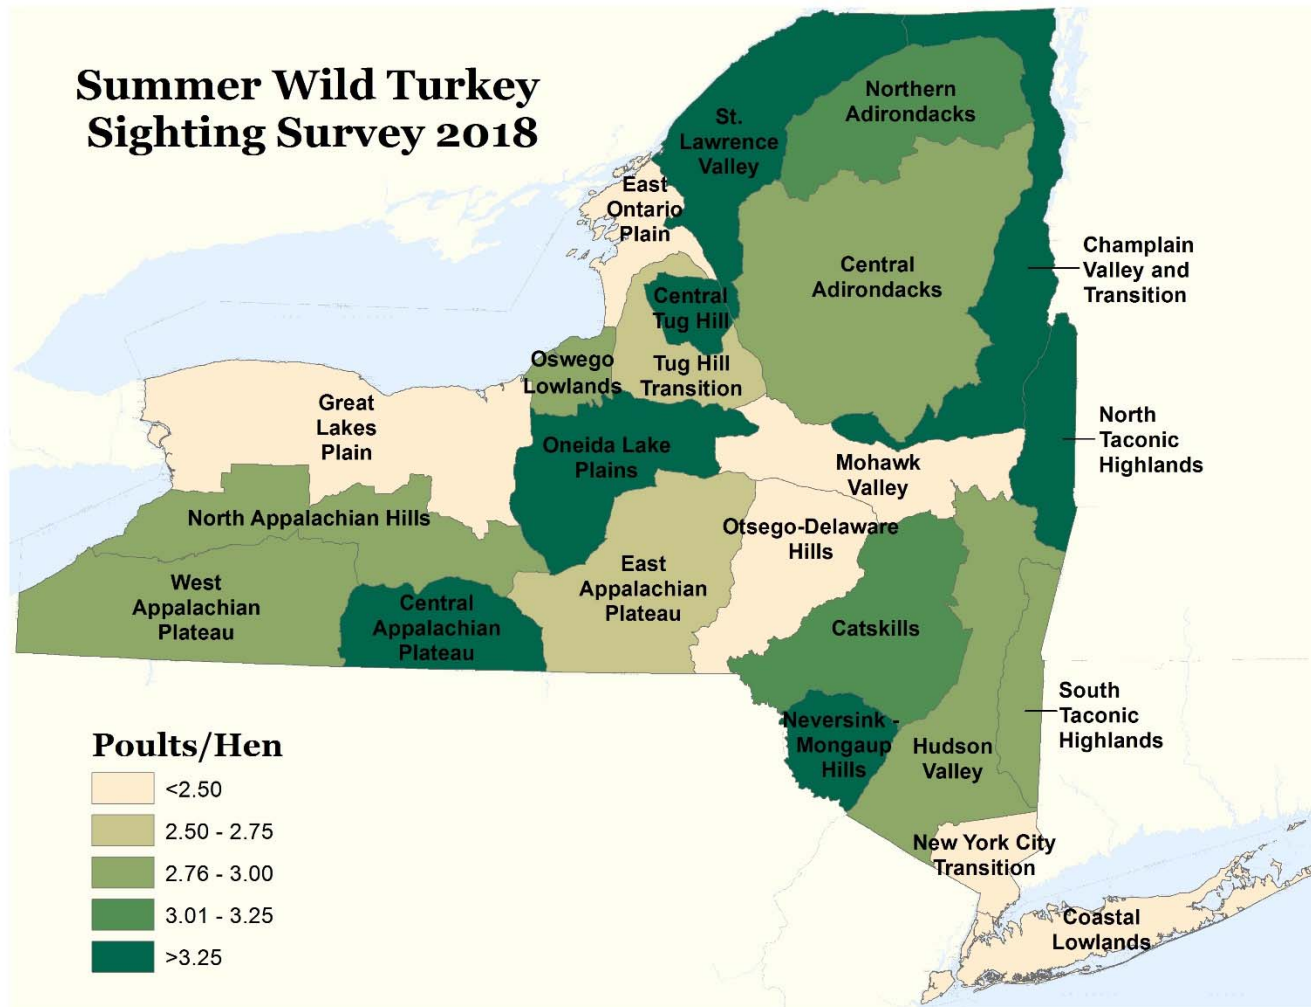 Summer Wild Turkey
Sighting Survey 2018
Northern
Adirondacks
St.
Lawrence
Valley
East
Ontario
Plain
Champlain
Valley and
Transition
Central
Adirondacks
Central
Tug Hill
Oswego
Lowlands
Tug Hill
Transition
Great
Lakes
Plain
North
Taconic
Highlands
Oneida Lake
Plains
Mohawk
Valley
North Appalachian Hills
Otsego-Delaware
Hills
West
Appalachian
Plateau
Central
Appalachian
Plateau
East
Appalachian
Plateau
Catskills
South
Taconic
Highlands
Neversink -
Mongaup
Hills
Hudson
Valley
New York City
Transition
Coastal
Lowlands
Poults/Hen
<2.50
2.50 - 2.75
2.76 - 3.00
3.01 - 3.25
>3.25